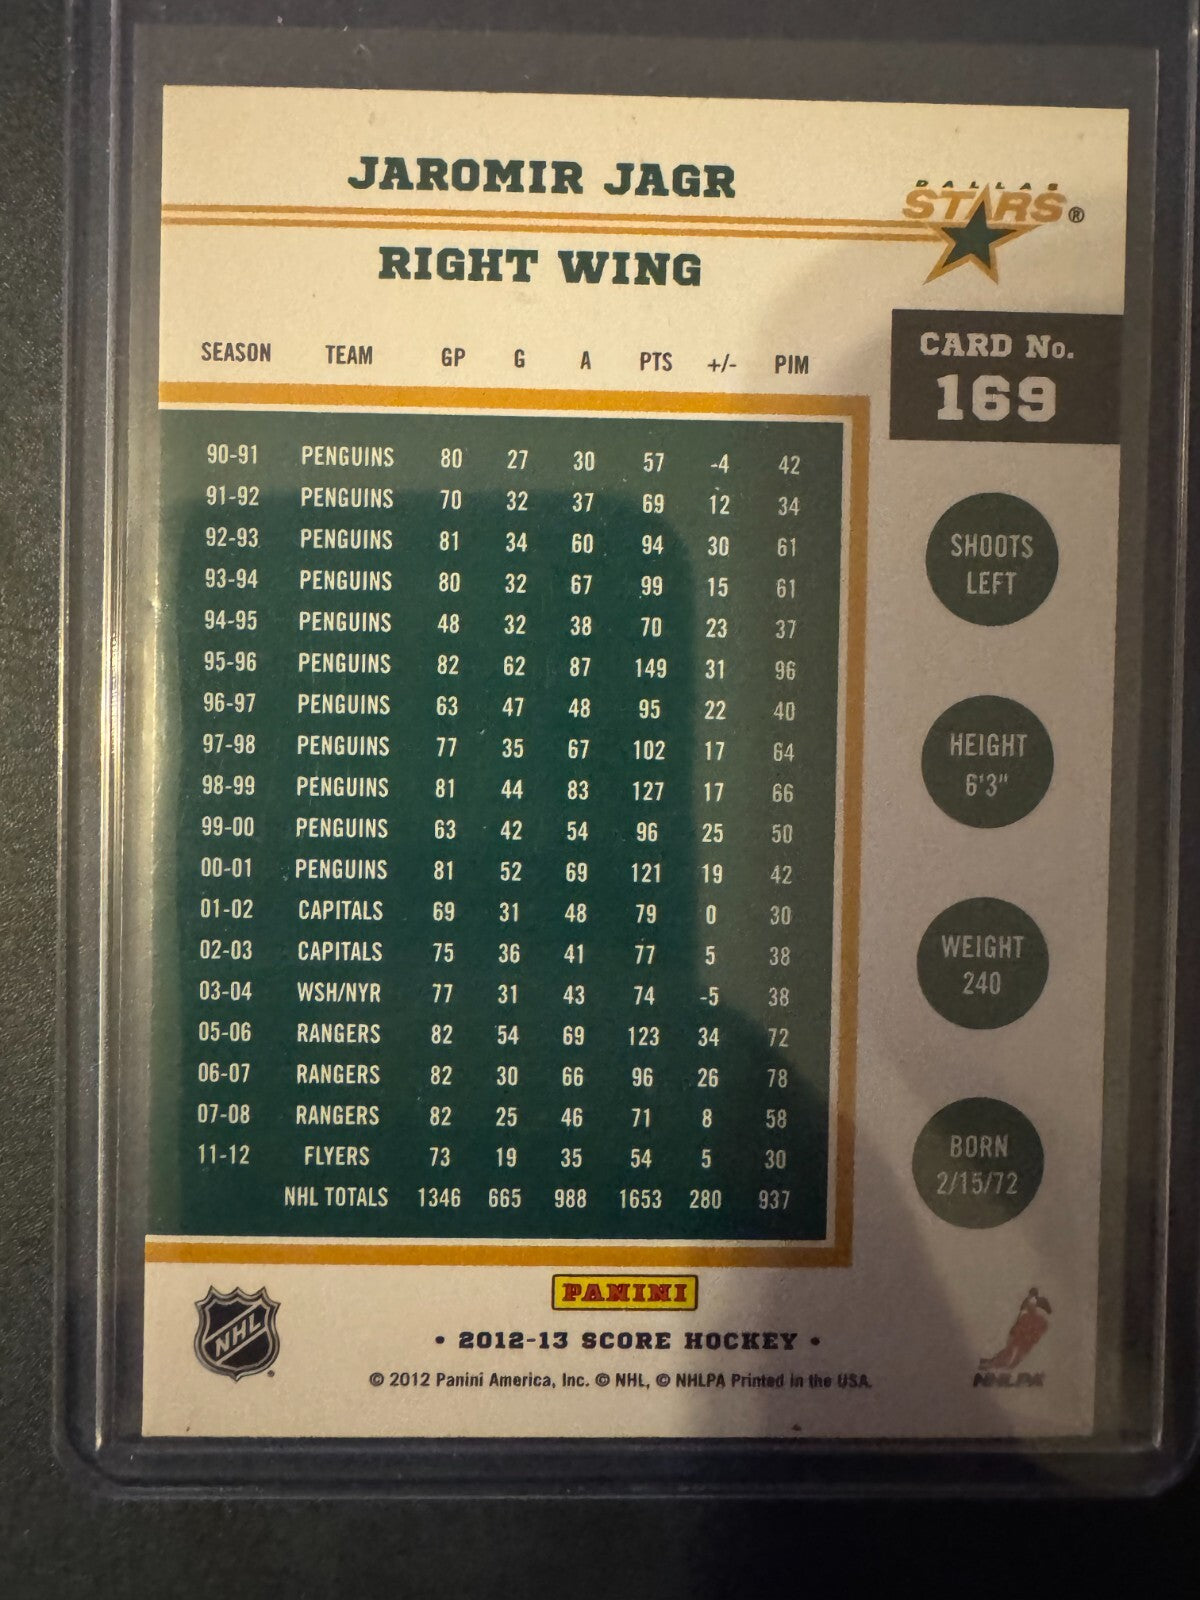 JAROMIR JAGR
DALLAS
STARS®
RIGHT WING
CARD No.
169
SEASON TEAM GP G A PTS +/- PIM
90-91 PENGUINS 80 27 30 57 -4 42
91-92 PENGUINS 70 32 37 69 12 34
92-93 PENGUINS 81 34 60 94 30 61
93-94 PENGUINS 80 32 67 99 15 61
94-95 PENGUINS 48 32 38 70 23 37
95-96 PENGUINS 82 62 87 149 31 96
96-97 PENGUINS 63 47 48 95 22 40
97-98 PENGUINS 77 35 67 102 17 64
98-99 PENGUINS 81 44 83 127 17 66
99-00 PENGUINS 63 42 54 96 25 50
00-01 PENGUINS 81 52 69 121 19 42
01-02 CAPITALS 69 31 48 79 0 30
02-03 CAPITALS 75 36 41 77 5 38
03-04 WSH/NYR 77 31 43 74 -5 38
05-06 RANGERS 82 54 69 123 34 72
06-07 RANGERS 82 30 66 96 26 78
07-08 RANGERS 82 25 46 71 8 58
11-12 FLYERS 73 19 35 54 5 30
NHL TOTALS 1346 665 988 1653 280 937
SHOOTS
LEFT
HEIGHT
6'3"
WEIGHT
240
BORN
2/15/72
NHL
PANINI
• 2012-13 SCORE HOCKEY •
© 2012 Panini America, Inc. © NHL, © NHLPA Printed in the USA.
NHLPA